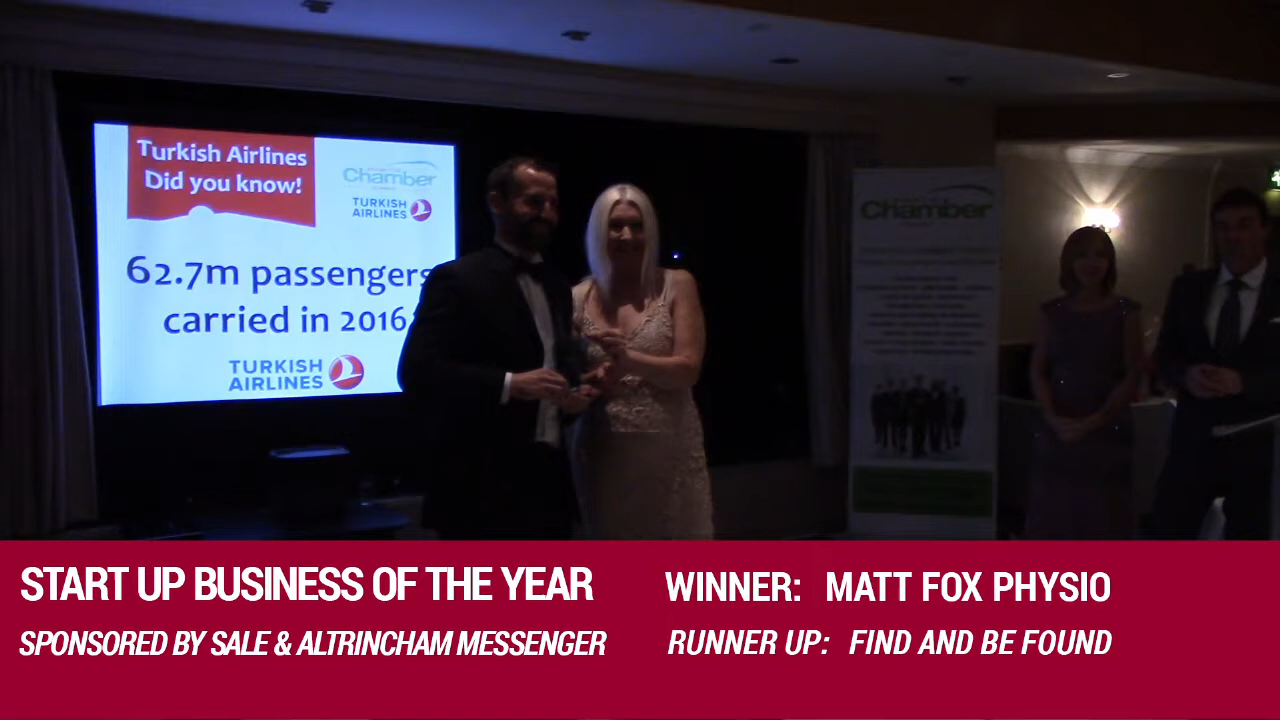 Turkish Airlines
Did you know!
Chamber
TURKISH
AIRLINES
62.7m passengers
carried in 2016
TURKISH
AIRLINES
Chamber
START UP BUSINESS OF THE YEAR
SPONSORED BY SALE & ALTRINCHAM MESSENGER
WINNER: MATT FOX PHYSIO
RUNNER UP: FIND AND BE FOUND